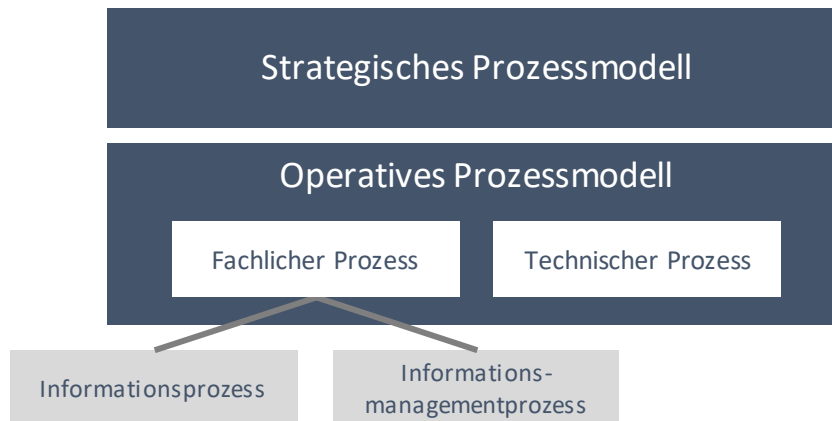 Strategisches Prozessmodell
Operatives Prozessmodell
Fachlicher Prozess
Technischer Prozess
Informationsprozess
Informations-
managementprozess